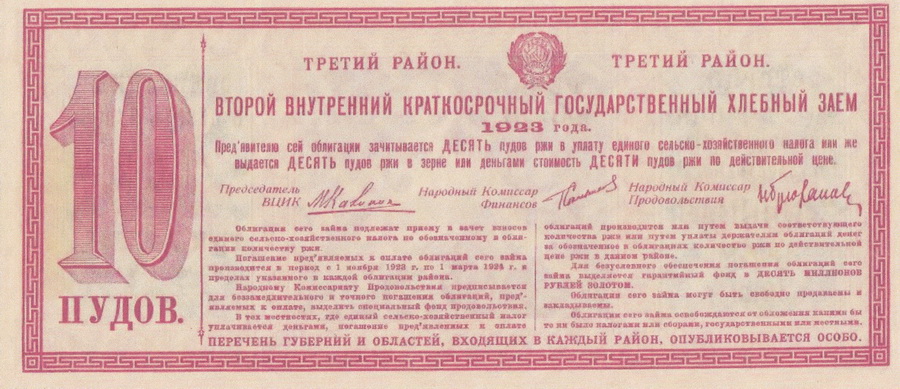 10
ПУДОВ.
ТРЕТИЙ РАЙОН. ТРЕТИЙ РАЙОН.
ВТОРОЙ ВНУТРЕННИЙ КРАТКОСРОЧНЫЙ ГОСУДАРСТВЕННЫЙ ХЛЕБНЫЙ ЗАЕМ
1923 года.
Пред'явителю сей облигации зачитывается ДЕСЯТЬ пудов ржи в уплату единого сельско-хозяйственного налога или же
выдается ДЕСЯТЬ пудов ржи в зерне или деньгами стоимость ДЕСЯТИ пудов ржи по действительной цене.
Председатель Народный Комиссар Народный Комиссар
ВЦИК Финансов Продовольствия
Облигации сего займа подлежат приему в зачет взносов
единого сельско-хозяйственного налога по обозначенному в обли-
гации количеству ржи.
Погашение пред'являемых к оплате облигаций сего займа
производится в период с 1 ноября 1923 г. по 1 марта 1924 г. в
пределах указанного в каждой облигации района.
Народному Комиссариату Продовольствия предписывается
для беззамедлительного и точного погашения облигаций, пред'-
являемых к оплате, выделить специальный фонд продовольствия.
В тех местностях, где единый сельско-хозяйственный налог
уплачивается деньгами, погашение пред'явленных к оплате
облигаций производится или путем выдачи соответствующего
количества ржи или путем уплаты держателям облигаций денег
за обозначенное в облигациях количество ржи по действительной
цене ржи в данном районе.
Для безусловного обеспечения погашения облигаций сего
займа выделяется гарантийный фонд в ДЕСЯТЬ МИЛЛИОНОВ
РУБЛЕЙ ЗОЛОТОМ.
Облигации сего займа могут быть свободно продаваемы и
закладываемы.
Облигации сего займа освобождаются от обложения какими бы
то ни было налогами или сборами, государственными или местными.
ПЕРЕЧЕНЬ ГУБЕРНИЙ И ОБЛАСТЕЙ, ВХОДЯЩИХ В КАЖДЫЙ РАЙОН, ОПУБЛИКОВЫВАЕТСЯ ОСОБО.